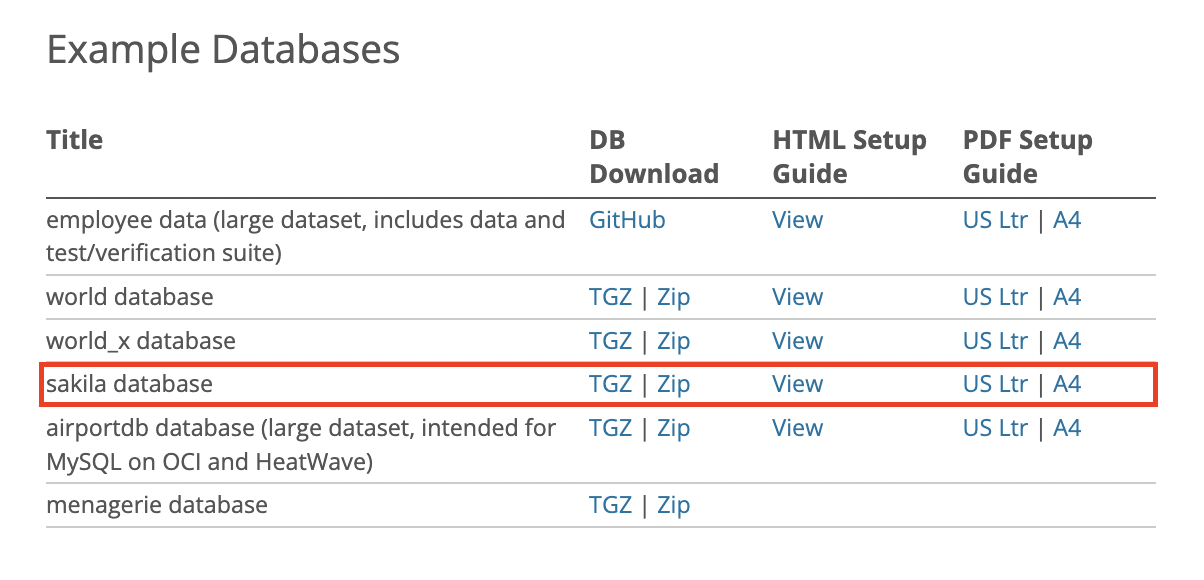 Example Databases
Title DB Download HTML Setup Guide PDF Setup Guide
employee data (large dataset, includes data and test/verification suite) GitHub View US Ltr | A4
world database TGZ | Zip View US Ltr | A4
world_x database TGZ | Zip View US Ltr | A4
sakila database TGZ | Zip View US Ltr | A4
airportdb database (large dataset, intended for MySQL on OCI and HeatWave) TGZ | Zip View US Ltr | A4
menagerie database TGZ | Zip